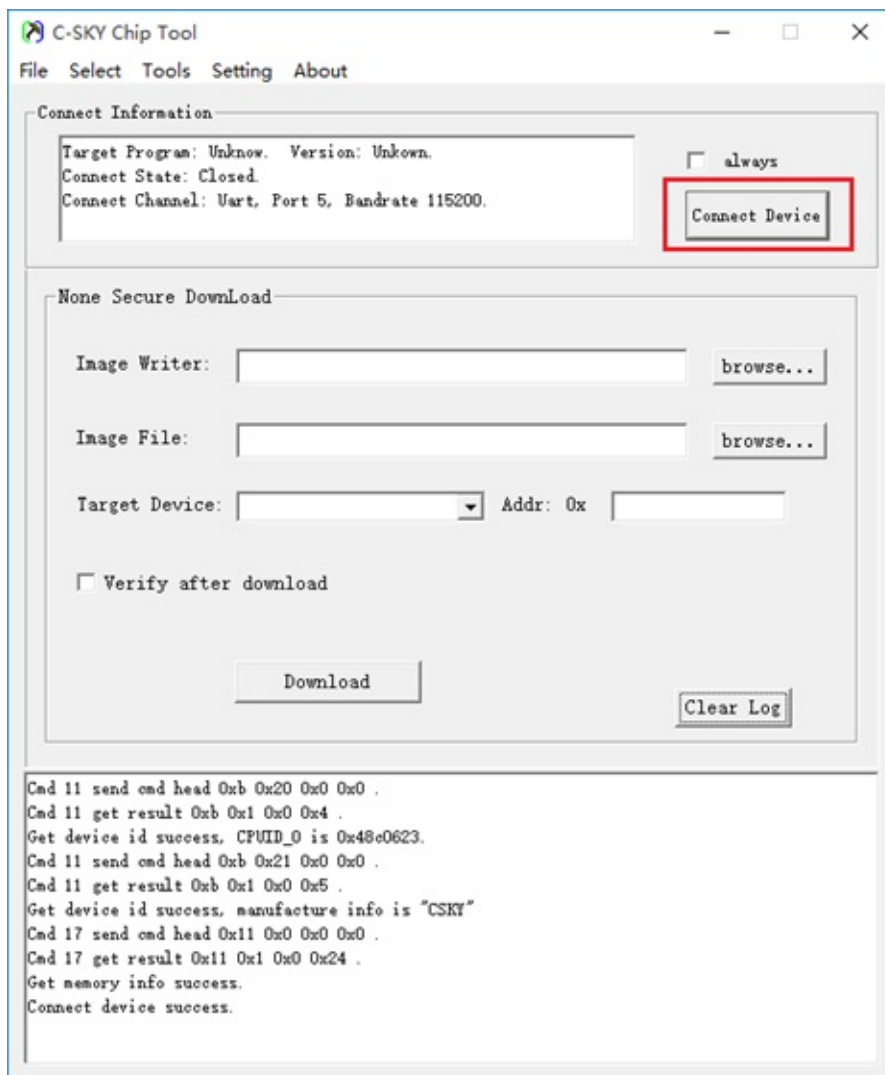 C-SKY Chip Tool
File Select Tools Setting About
Connect Information
Target Program: Unknow. Version: Unkown.
Connect State: Closed.
Connect Channel: Uart, Port 5, Bandrate 115200.
always
Connect Device
None Secure DownLoad
Image Writer: browse...
Image File: browse...
Target Device: Addr: 0x
Verify after download
Download
Clear Log
Cmd 11 send cmd head 0xb 0x20 0x0 0x0 .
Cmd 11 get result 0xb 0x1 0x0 0x4 .
Get device id success, CPUID_0 is 0x48c0623.
Cmd 11 send cmd head 0xb 0x21 0x0 0x0 .
Cmd 11 get result 0xb 0x1 0x0 0x5 .
Get device id success, manufacture info is "CSKY"
Cmd 17 send cmd head 0x11 0x0 0x0 0x0 .
Cmd 17 get result 0x11 0x1 0x0 0x24 .
Get memory info success.
Connect device success.